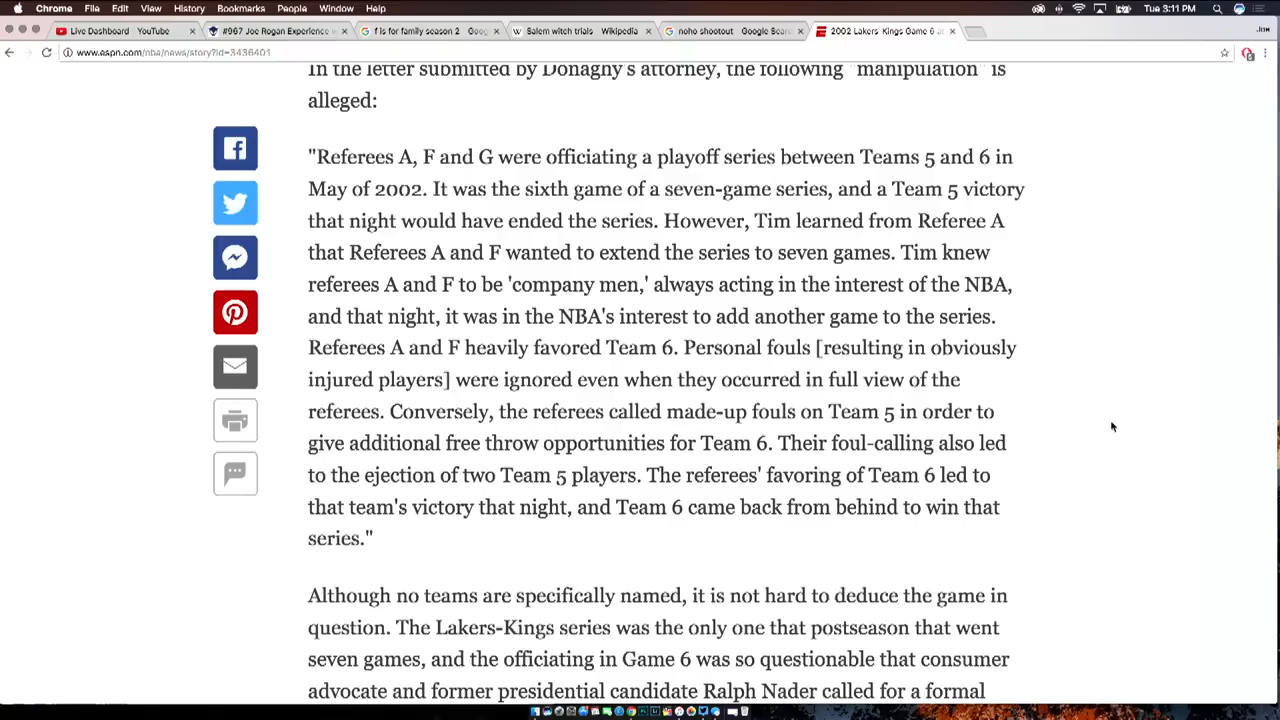 Chrome File Edit View History Bookmarks People Window Help Tue 3:11 PM
Live Dashboard YouTube #967 Joe Rogan Experience w f is for family season 2 Goog Salem witch trials Wikipedia noho shootout Google Sear 2002 Lakers Kings Game 6 at
www.espn.com/nba/news/story?id=3436401
In the letter submitted by Donaghy's attorney, the following "manipulation" is
alleged:
"Referees A, F and G were officiating a playoff series between Teams 5 and 6 in
May of 2002. It was the sixth game of a seven-game series, and a Team 5 victory
that night would have ended the series. However, Tim learned from Referee A
that Referees A and F wanted to extend the series to seven games. Tim knew
referees A and F to be 'company men,' always acting in the interest of the NBA,
and that night, it was in the NBA's interest to add another game to the series.
Referees A and F heavily favored Team 6. Personal fouls [resulting in obviously
injured players] were ignored even when they occurred in full view of the
referees. Conversely, the referees called made-up fouls on Team 5 in order to
give additional free throw opportunities for Team 6. Their foul-calling also led
to the ejection of two Team 5 players. The referees' favoring of Team 6 led to
that team's victory that night, and Team 6 came back from behind to win that
series."
Although no teams are specifically named, it is not hard to deduce the game in
question. The Lakers-Kings series was the only one that postseason that went
seven games, and the officiating in Game 6 was so questionable that consumer
advocate and former presidential candidate Ralph Nader called for a formal